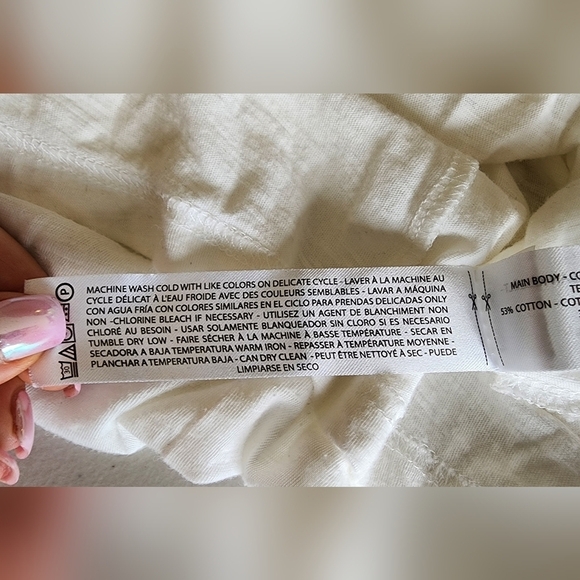 MACHINE WASH COLD WITH LIKE COLORS ON DELICATE CYCLE - LAVER À LA MACHINE AU
CYCLE DÉLICAT À L'EAU FROIDE AVEC DES COULEURS SEMBLABLES - LAVAR A MÁQUINA
CON AGUA FRÍA CON COLORES SIMILARES EN EL CICLO PARA PRENDAS DELICADAS ONLY
NON -CHLORINE BLEACH IF NECESSARY - UTILISEZ UN AGENT DE BLANCHIMENT NON
CHLORÉ AU BESOIN - USAR SOLAMENTE BLANQUEADOR SIN CLORO SI ES NECESARIO
TUMBLE DRY LOW - FAIRE SÉCHER À LA MACHINE À BASSE TEMPÉRATURE - SECAR EN
SECADORA A BAJA TEMPERATURA WARM IRON - REPASSER À TEMPÉRATURE MOYENNE -
PLANCHAR A TEMPERATURA BAJA - CAN DRY CLEAN - PEUT ÊTRE NETTOYÉ À SEC - PUEDE
LIMPIARSE EN SECO
MAIN BODY -
53% COTTON -
30
P